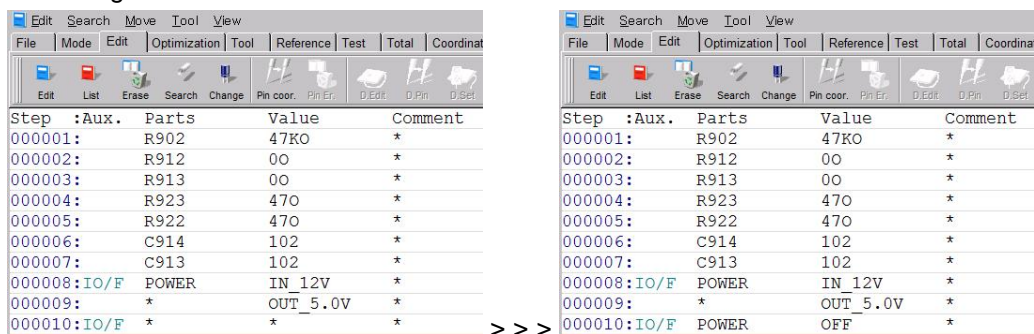 Edit Search Move Tool View
File Mode Edit Optimization Tool Reference Test Total Coordinat
Edit List Erase Search Change Pin coor. Pin Er. D.Edit D.Pin D.Set
Step :Aux. Parts Value Comment
000001: R902 47KO *
000002: R912 0O *
000003: R913 0O *
000004: R923 47O *
000005: R922 47O *
000006: C914 102 *
000007: C913 102 *
000008:IO/F POWER IN_12V *
000009: * OUT_5.0V *
000010:IO/F * * *
> > >
Edit Search Move Tool View
File Mode Edit Optimization Tool Reference Test Total Coordinat
Edit List Erase Search Change Pin coor. Pin Er. D.Edit D.Pin D.Set
Step :Aux. Parts Value Comment
000001: R902 47KO *
000002: R912 0O *
000003: R913 0O *
000004: R923 47O *
000005: R922 47O *
000006: C914 102 *
000007: C913 102 *
000008:IO/F POWER IN_12V *
000009: * OUT_5.0V *
000010:IO/F POWER OFF *